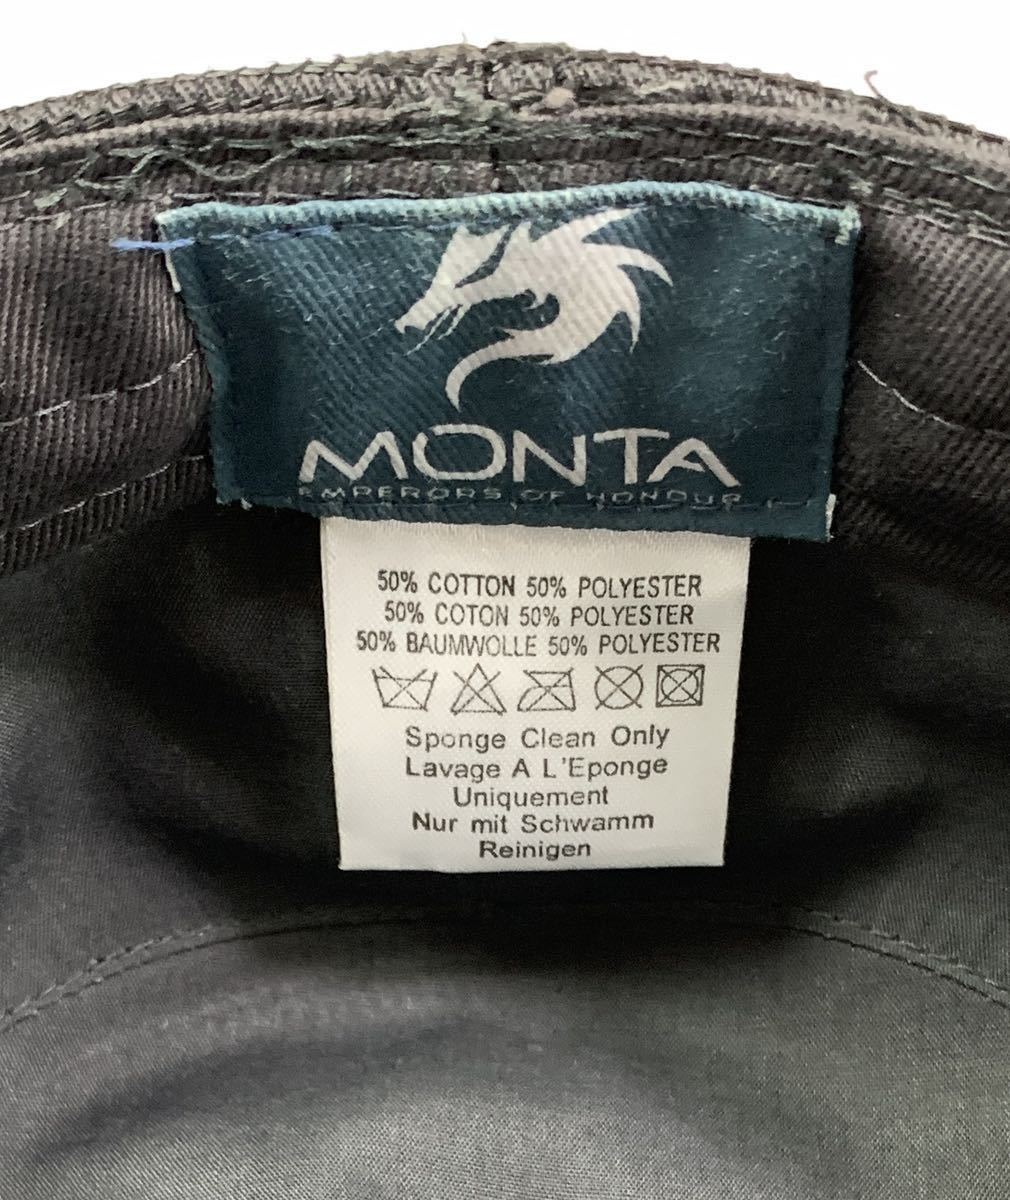 MONTA
EMPERORS OF HONOUR
50% COTTON 50% POLYESTER
50% COTON 50% POLYESTER
50% BAUMWOLLE 50% POLYESTER
Sponge Clean Only
Lavage A L'Eponge
Uniquement
Nur mit Schwamm
Reinigen